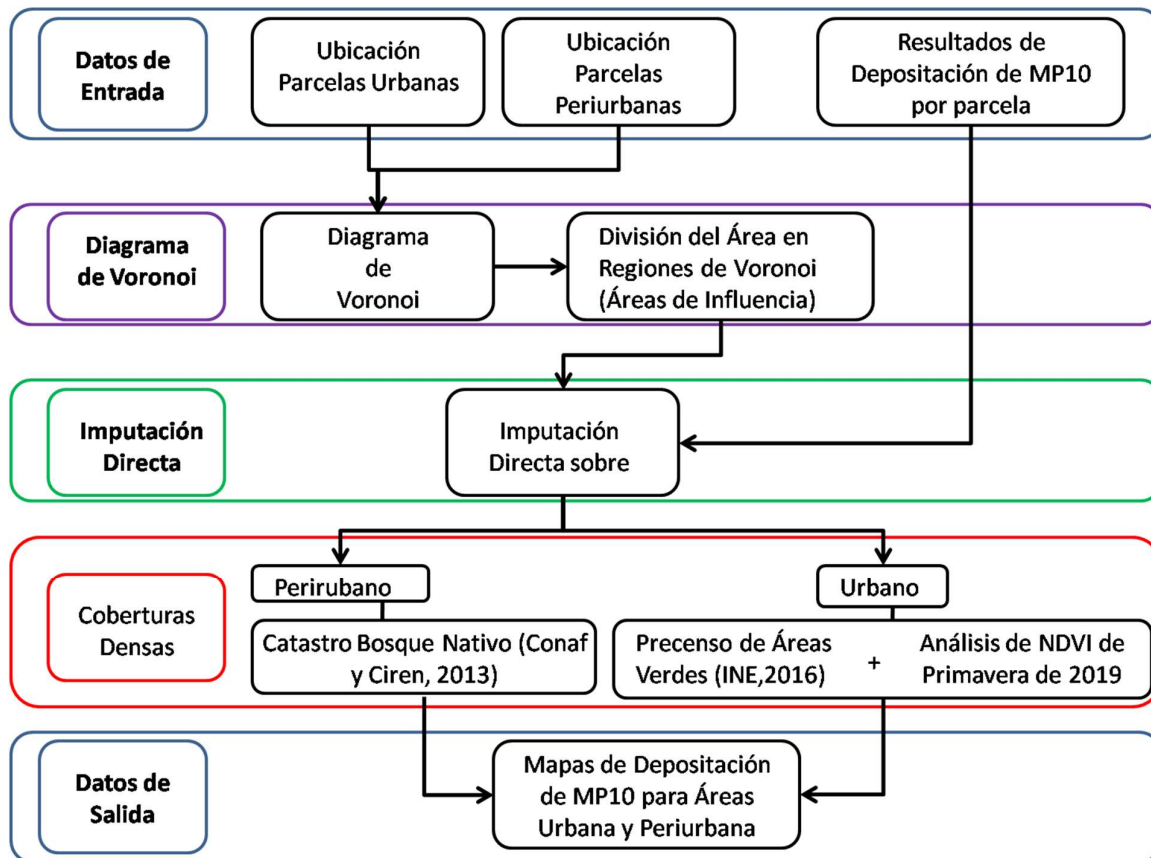 Datos de
Entrada
Ubicación
Parcelas Urbanas
Ubicación
Parcelas
Periurbanas
Resultados de
Depositación de MP10
por parcela
Diagrama
de Voronoi
Diagrama
de
Voronoi
División del Área en
Regiones de Voronoi
(Áreas de Influencia)
Imputación
Directa
Imputación
Directa sobre
Coberturas
Densas
Perirubano
Urbano
Catastro Bosque Nativo (Conaf
y Ciren, 2013)
Precenso de Áreas
Verdes (INE,2016)
+
Análisis de NDVI de
Primavera de 2019
Datos de
Salida
Mapas de Depositación
de MP10 para Áreas
Urbana y Periurbana